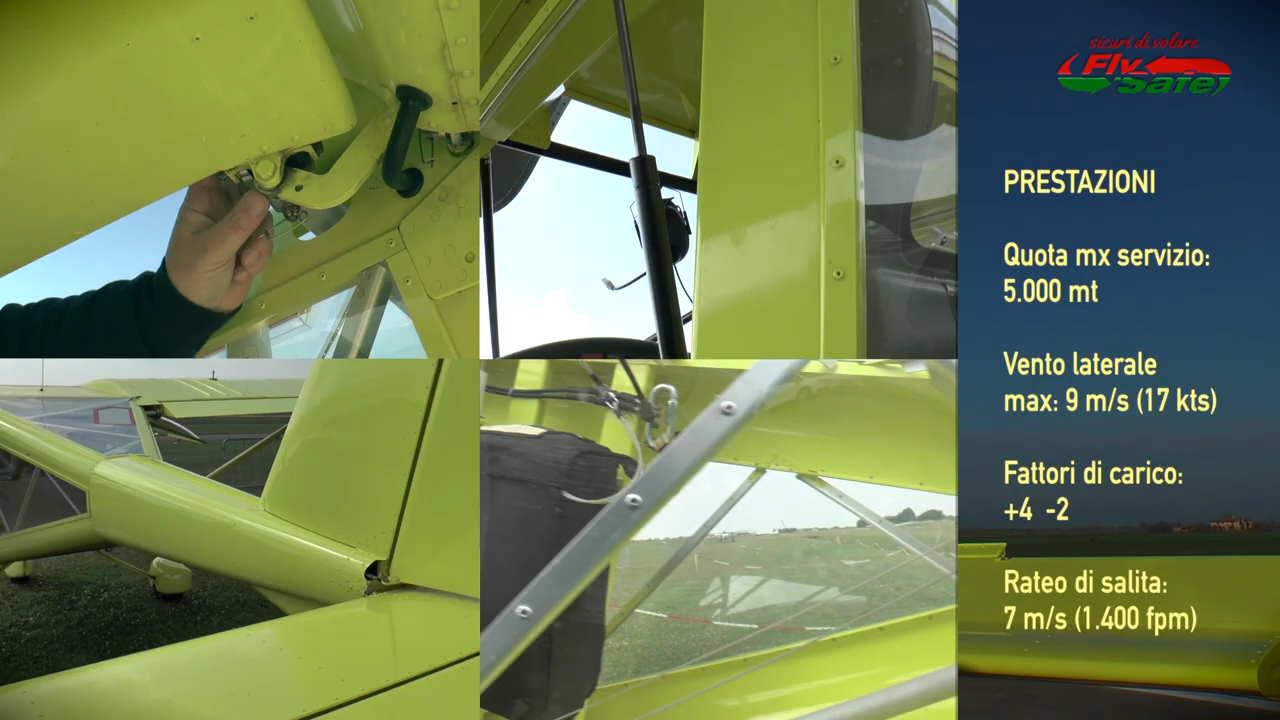 sicuri di volare
Fly
Safe
PRESTAZIONI
Quota mx servizio:
5.000 mt
Vento laterale
max: 9 m/s (17 kts)
Fattori di carico:
+4 -2
Rateo di salita:
7 m/s (1.400 fpm)